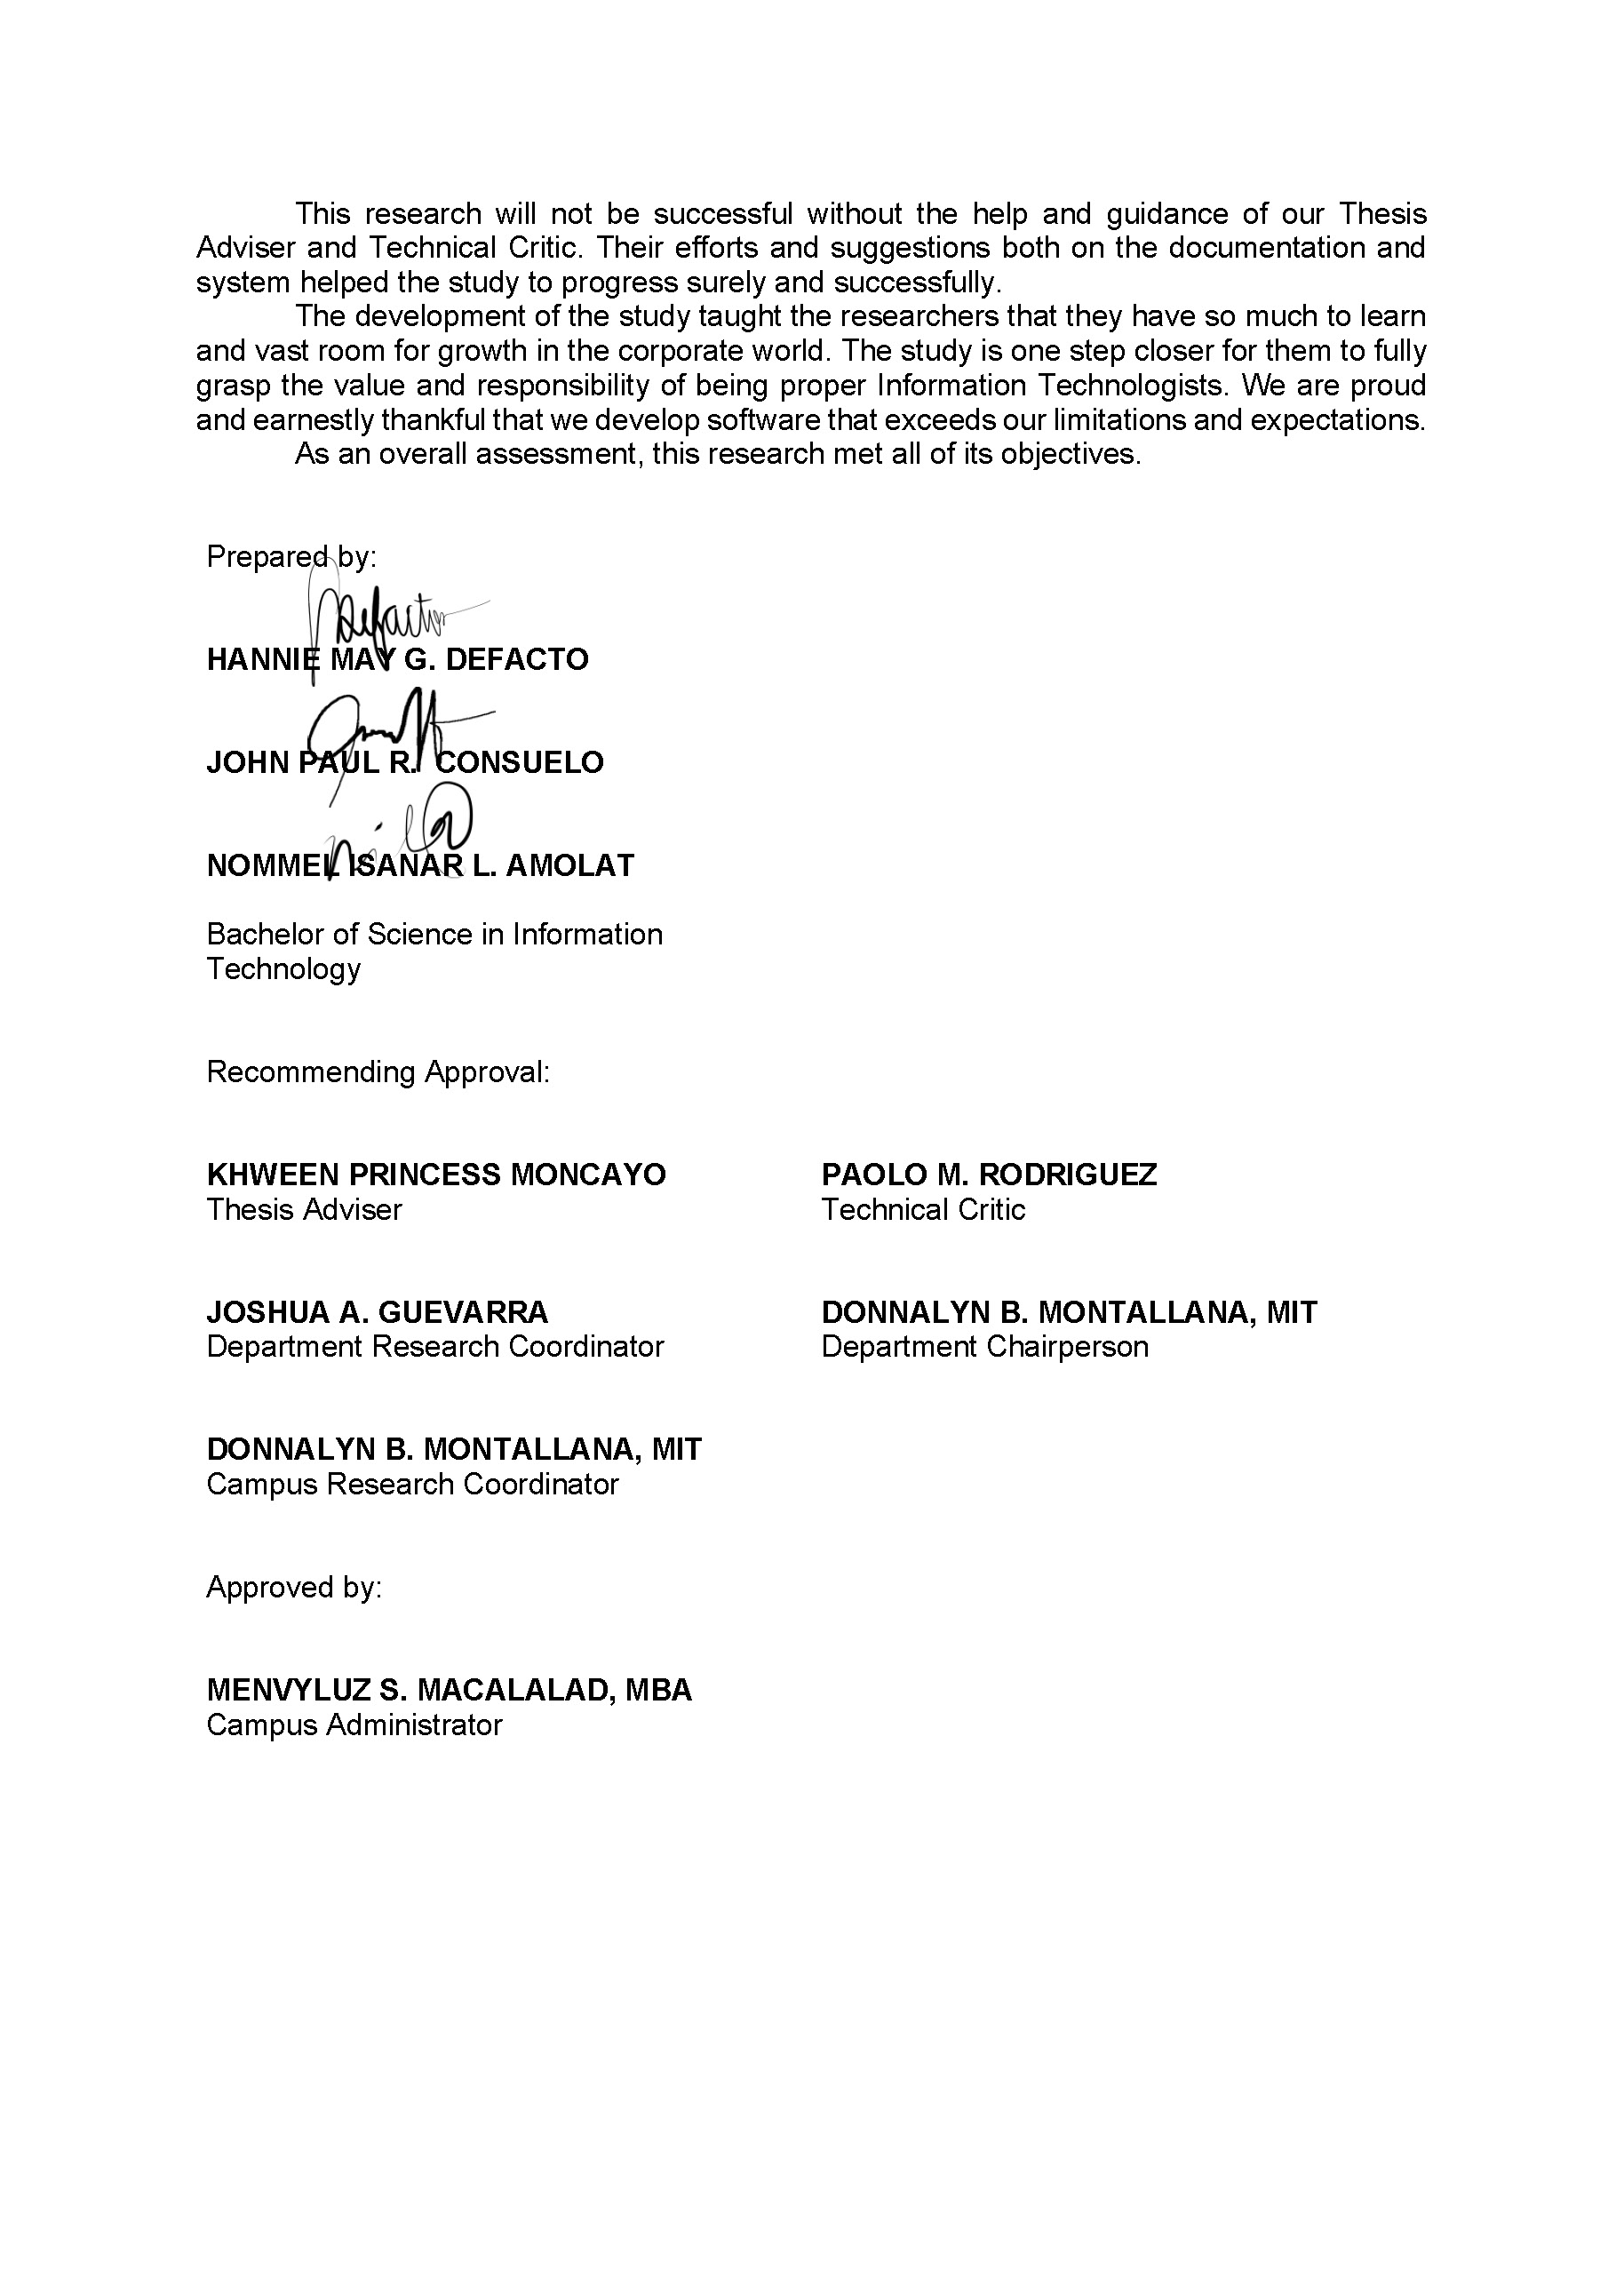 This research will not be successful without the help and guidance of our Thesis
Adviser and Technical Critic. Their efforts and suggestions both on the documentation and
system helped the study to progress surely and successfully.
The development of the study taught the researchers that they have so much to learn
and vast room for growth in the corporate world. The study is one step closer for them to fully
grasp the value and responsibility of being proper Information Technologists. We are proud
and earnestly thankful that we develop software that exceeds our limitations and expectations.
As an overall assessment, this research met all of its objectives.
Prepared by:
Defacto
HANNIE MAY G. DEFACTO
JOHN PAUL R. CONSUELO
NOMMEL ISANAR L. AMOLAT
Bachelor of Science in Information
Technology
Recommending Approval:
KHWEEN PRINCESS MONCAYO
Thesis Adviser
PAOLO M. RODRIGUEZ
Technical Critic
JOSHUA A. GUEVARRA
Department Research Coordinator
DONNALYN B. MONTALLANA, MIT
Department Chairperson
DONNALYN B. MONTALLANA, MIT
Campus Research Coordinator
Approved by:
MENVYLUZ S. MACALALAD, MBA
Campus Administrator